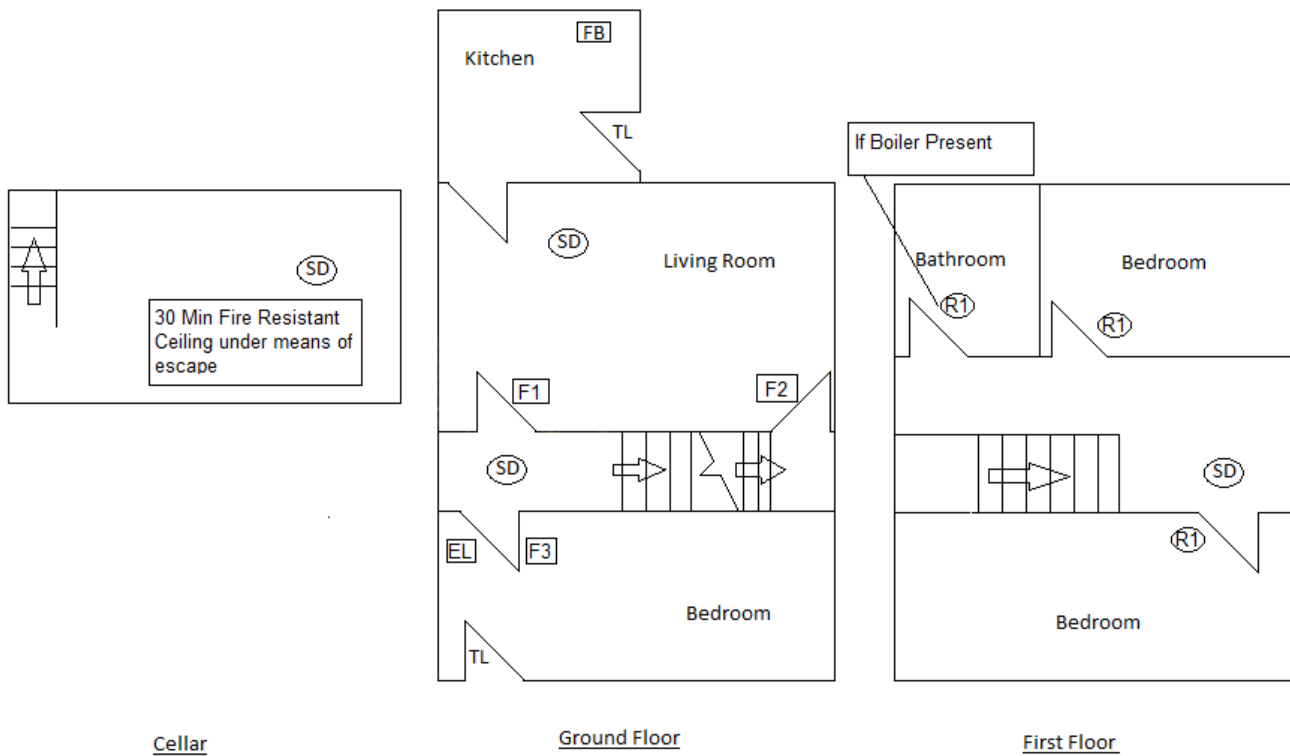 SD
30 Min Fire Resistant
Ceiling under means of
escape
Cellar
FB
Kitchen
TL
SD
Living Room
F1
F2
SD
EL
F3
Bedroom
TL
Ground Floor
If Boiler Present
Bathroom
Bedroom
R1
R1
SD
R1
Bedroom
First Floor